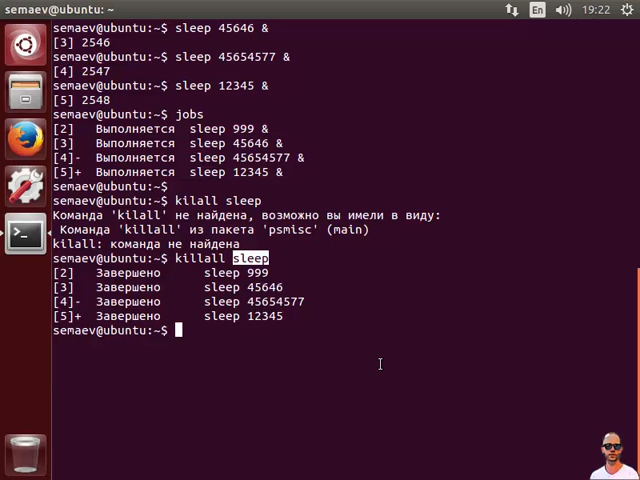 semaev@ubuntu: ~
En
19:22
semaev@ubuntu:~$ sleep 45646 &
[3] 2546
semaev@ubuntu:~$ sleep 45654577 &
[4] 2547
semaev@ubuntu:~$ sleep 12345 &
[5] 2548
semaev@ubuntu:~$ jobs
[2]   Выполняется  sleep 999 &
[3]   Выполняется  sleep 45646 &
[4]-  Выполняется  sleep 45654577 &
[5]+  Выполняется  sleep 12345 &
semaev@ubuntu:~$
semaev@ubuntu:~$ kilall sleep
Команда 'kilall' не найдена, возможно вы имели в виду:
 Команда 'killall' из пакета 'psmisc' (main)
kilall: команда не найдена
semaev@ubuntu:~$ killall sleep
[2]   Завершено      sleep 999
[3]   Завершено      sleep 45646
[4]-  Завершено      sleep 45654577
[5]+  Завершено      sleep 12345
semaev@ubuntu:~$